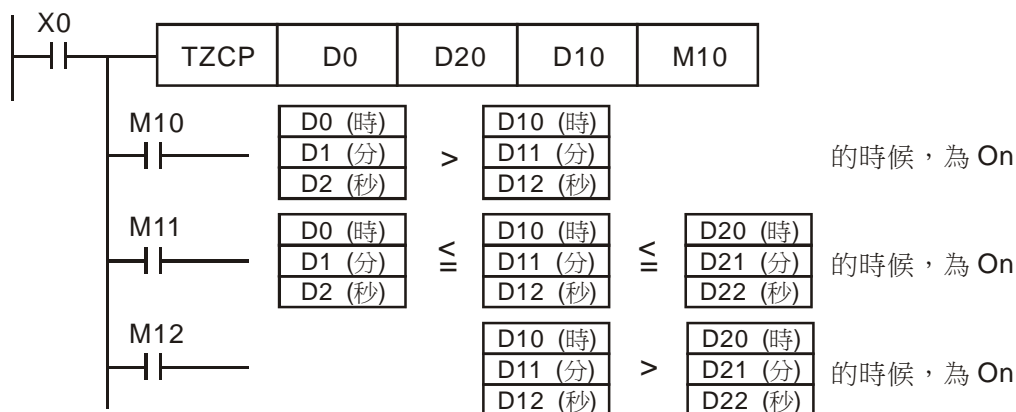 X0
TZCP D0 D20 D10 M10
M10
D0 (時) D10 (時)
D1 (分) > D11 (分) 的時候，為 On
D2 (秒) D12 (秒)
M11
D0 (時) D10 (時) D20 (時)
D1 (分) ≦ D11 (分) ≦ D21 (分) 的時候，為 On
D2 (秒) D12 (秒) D22 (秒)
M12
D10 (時) D20 (時)
D11 (分) > D21 (分) 的時候，為 On
D12 (秒) D22 (秒)